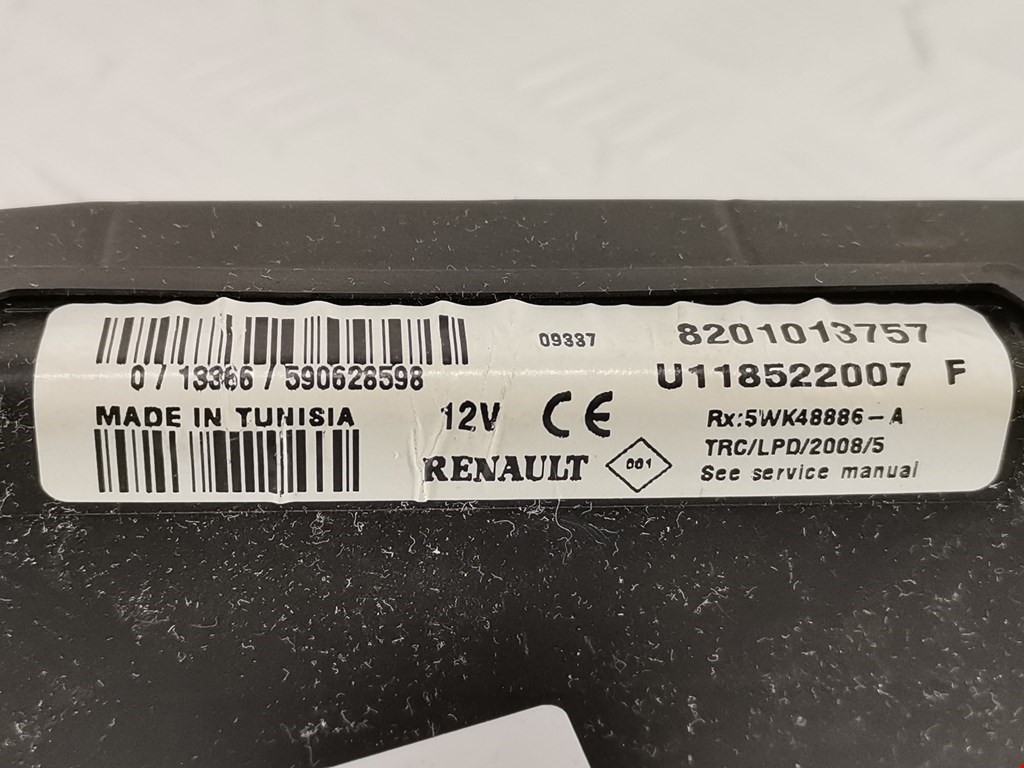 09337
8201013757
0 / 13366 / 590628598
U118522007 F
MADE IN TUNISIA
12V CE
Rx:5WK48886-A
TRC/LPD/2008/5
RENAULT 001
See service manual